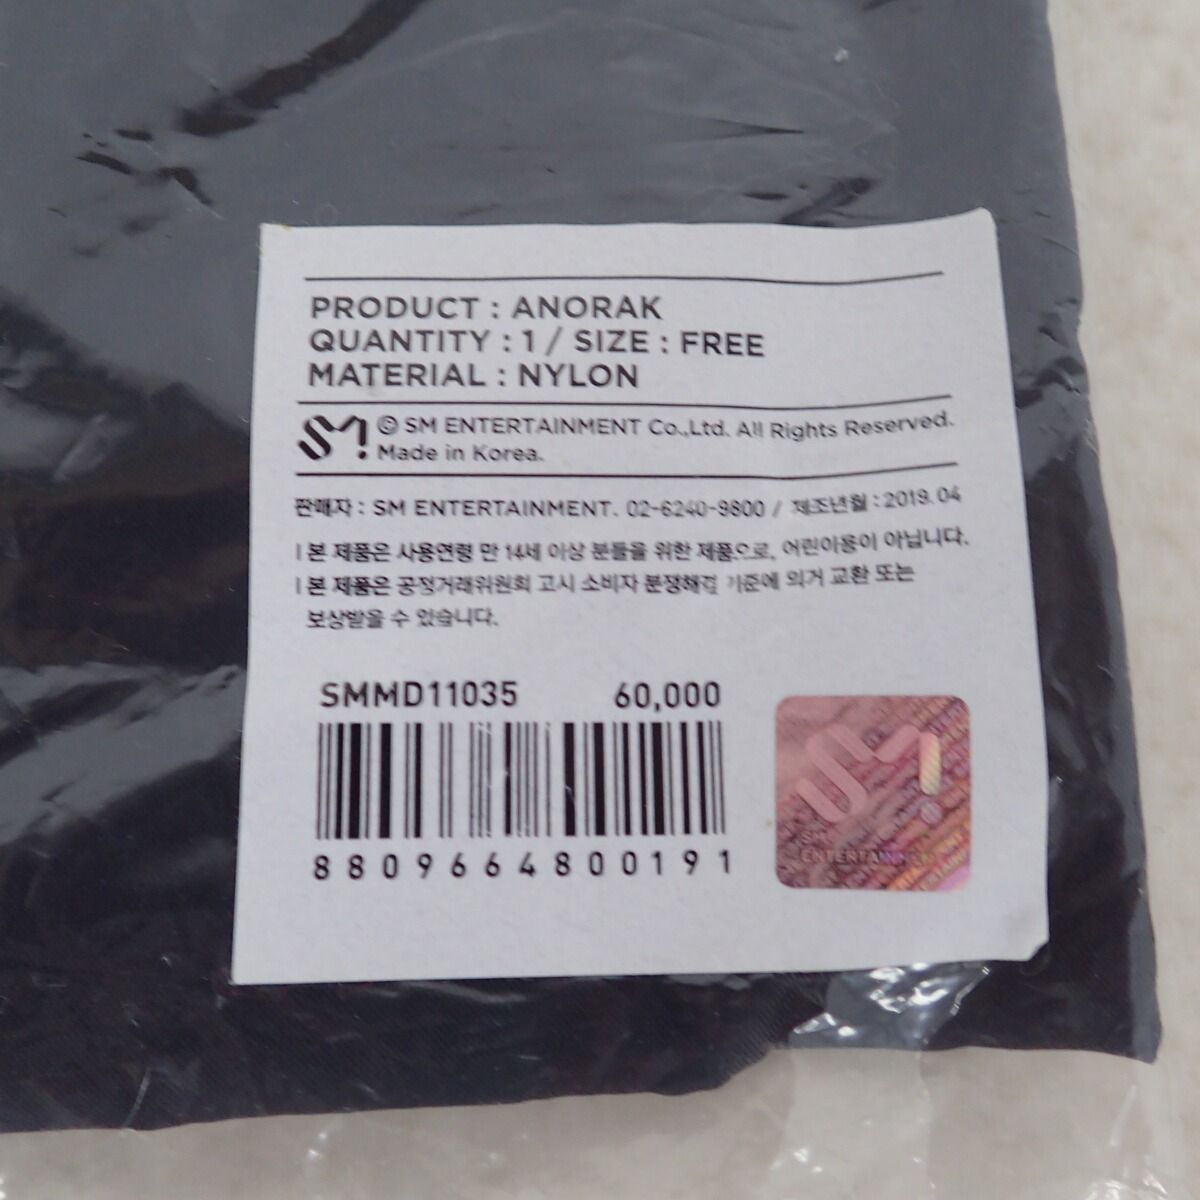 PRODUCT : ANORAK
QUANTITY : 1 / SIZE : FREE
MATERIAL : NYLON
SM
© SM ENTERTAINMENT Co.,Ltd. All Rights Reserved.
Made in Korea.
판매자 : SM ENTERTAINMENT. 02-6240-9800 / 제조년월 : 2019. 04
I 본 제품은 사용연령 만 14세 이상 분들을 위한 제품으로, 어린이용이 아닙니다.
I 본 제품은 공정거래위원회 고시 소비자 분쟁해결 기준에 의거 교환 또는
보상받을 수 있습니다.
SMMD11035 60,000
8809664800191
SM
SM
ENTERTAINMENT